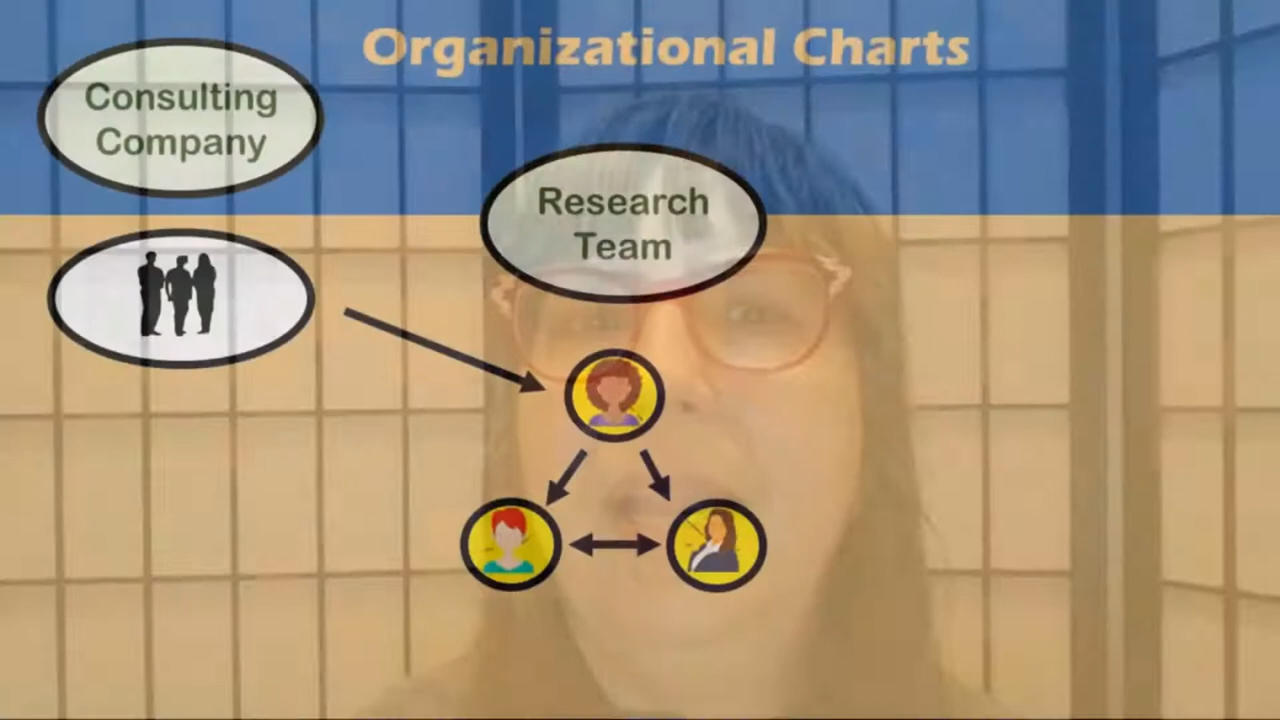 Organizational Charts
Consulting
Company
Research
Team